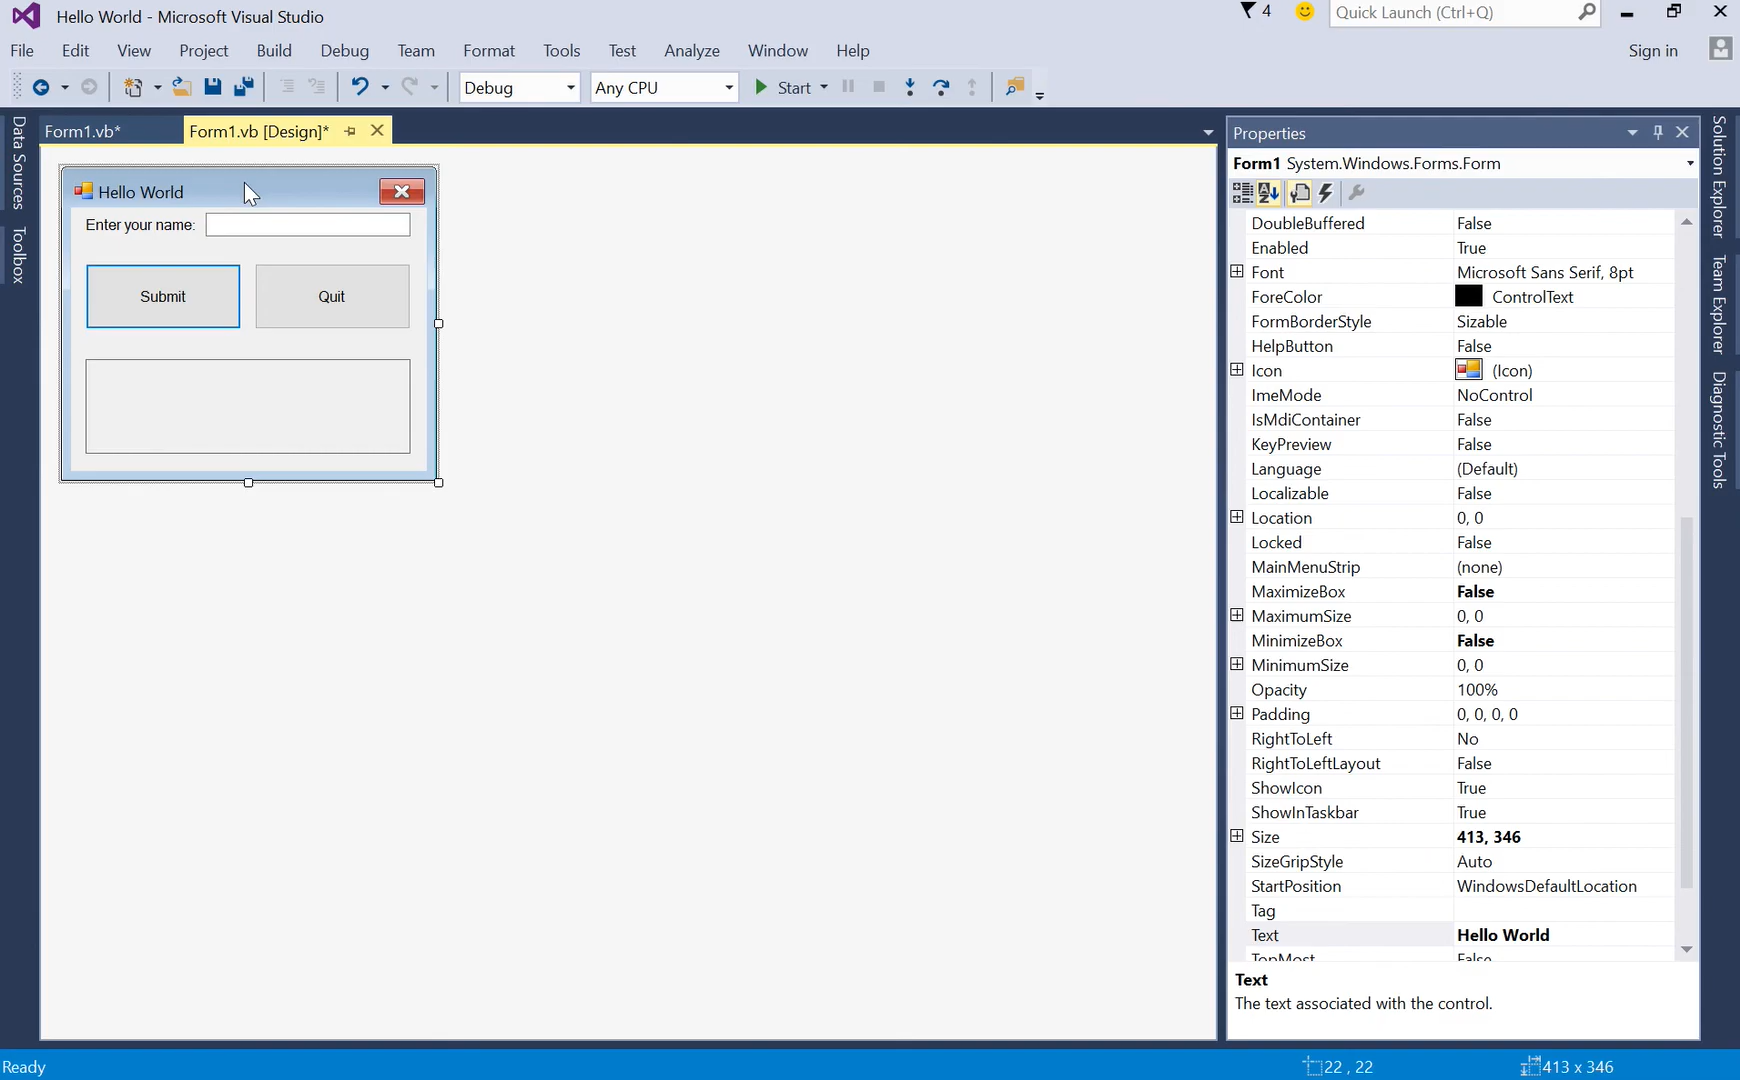 Hello World - Microsoft Visual Studio
4
Quick Launch (Ctrl+Q)
File Edit View Project Build Debug Team Format Tools Test Analyze Window Help
Sign in
Debug Any CPU Start
Data Sources
Toolbox
Form1.vb* Form1.vb [Design]*
Hello World
Enter your name:
Submit Quit
Properties
Form1 System.Windows.Forms.Form
DoubleBuffered False
Enabled True
Font Microsoft Sans Serif, 8pt
ForeColor ControlText
FormBorderStyle Sizable
HelpButton False
Icon (Icon)
ImeMode NoControl
IsMdiContainer False
KeyPreview False
Language (Default)
Localizable False
Location 0, 0
Locked False
MainMenuStrip (none)
MaximizeBox False
MaximumSize 0, 0
MinimizeBox False
MinimumSize 0, 0
Opacity 100%
Padding 0, 0, 0, 0
RightToLeft No
RightToLeftLayout False
ShowIcon True
ShowInTaskbar True
Size 413, 346
SizeGripStyle Auto
StartPosition WindowsDefaultLocation
Tag
Text Hello World
TopMost False
Text
The text associated with the control.
Solution Explorer
Team Explorer
Diagnostic Tools
Ready
22 , 22
413 x 346